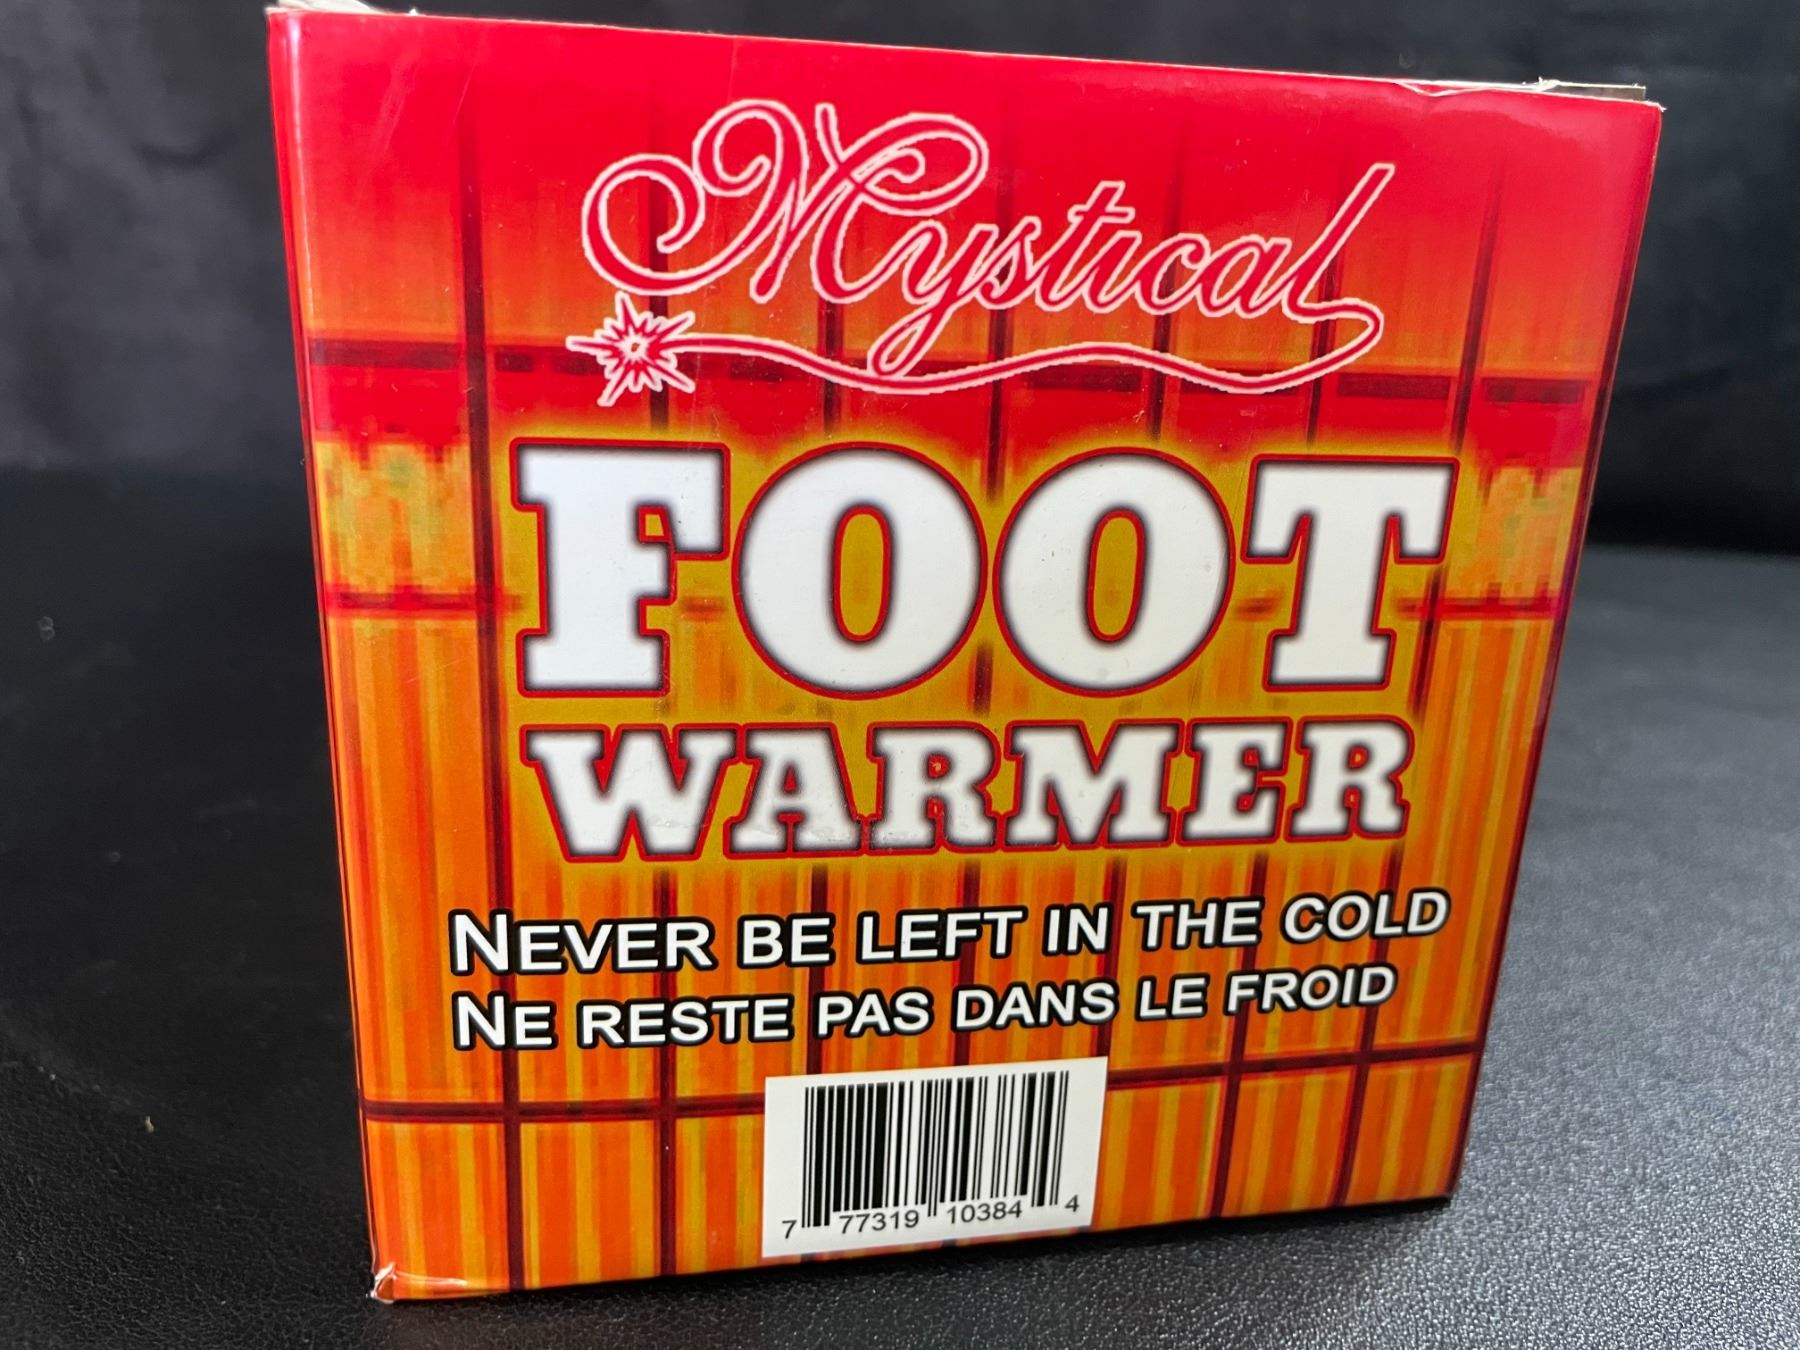 Mystical
FOOT
WARMER
NEVER BE LEFT IN THE COLD
NE RESTE PAS DANS LE FROID
7 77319 10384 4